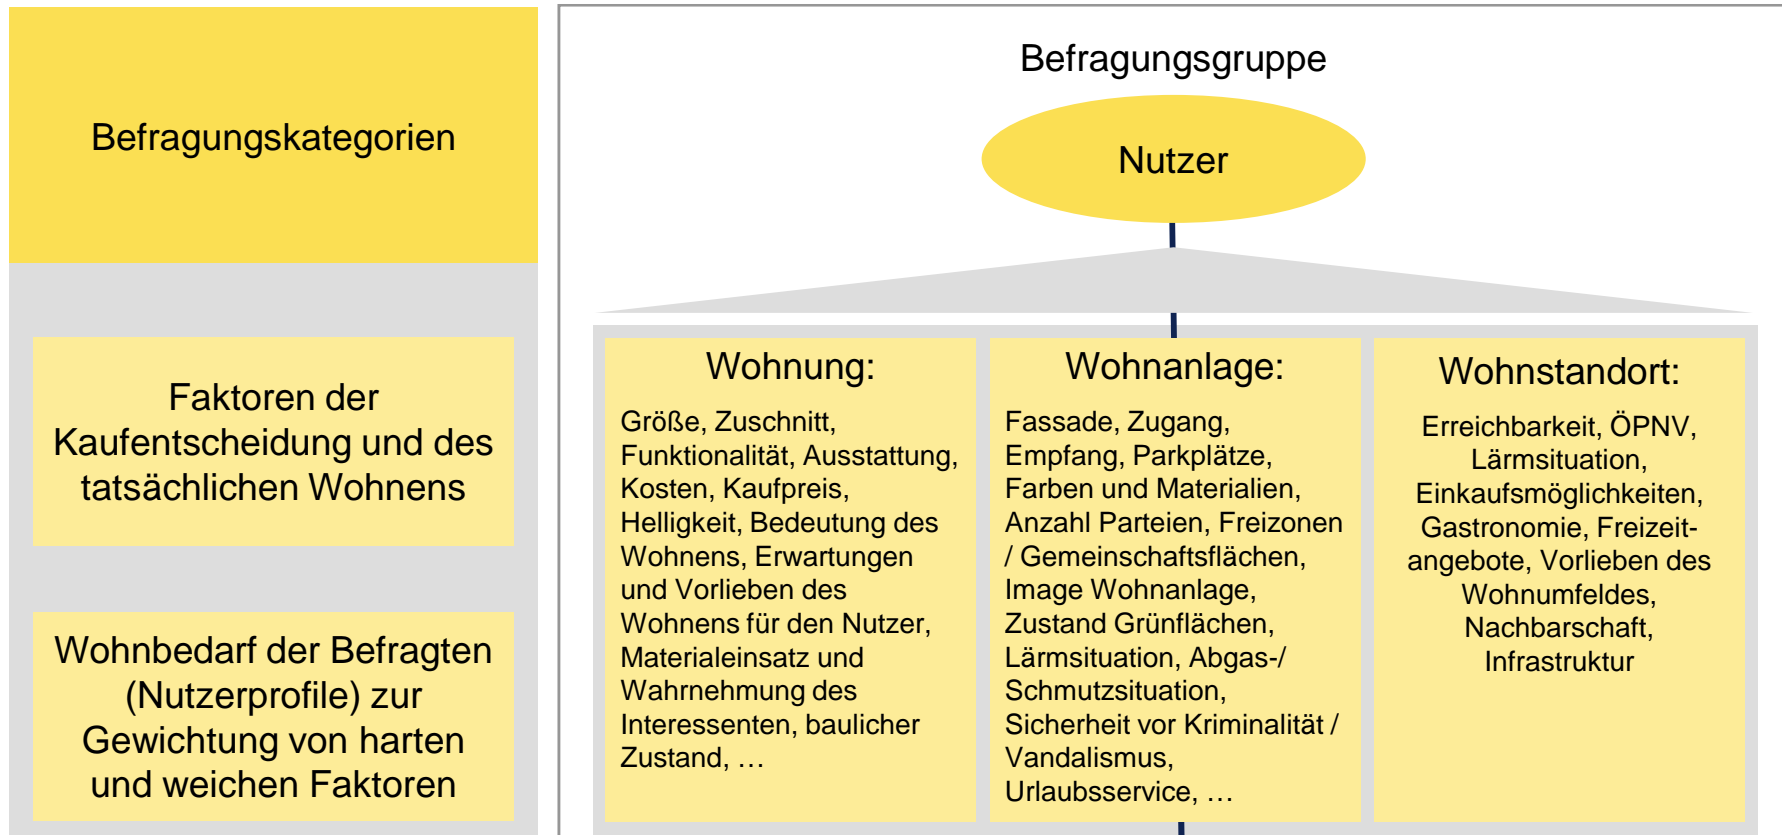 Befragungskategorien
Faktoren der
Kaufentscheidung und des
tatsächlichen Wohnens
Wohnbedarf der Befragten
(Nutzerprofile) zur
Gewichtung von harten
und weichen Faktoren
Befragungsgruppe
Nutzer
Wohnung:
Größe, Zuschnitt,
Funktionalität, Ausstattung,
Kosten, Kaufpreis,
Helligkeit, Bedeutung des
Wohnens, Erwartungen
und Vorlieben des
Wohnens für den Nutzer,
Materialeinsatz und
Wahrnehmung des
Interessenten, baulicher
Zustand, …
Wohnanlage:
Fassade, Zugang,
Empfang, Parkplätze,
Farben und Materialien,
Anzahl Parteien, Freizonen
/ Gemeinschaftsflächen,
Image Wohnanlage,
Zustand Grünflächen,
Lärmsituation, Abgas-/
Schmutzsituation,
Sicherheit vor Kriminalität /
Vandalismus,
Urlaubsservice, …
Wohnstandort:
Erreichbarkeit, ÖPNV,
Lärmsituation,
Einkaufsmöglichkeiten,
Gastronomie, Freizeit-
angebote, Vorlieben des
Wohnumfeldes,
Nachbarschaft,
Infrastruktur